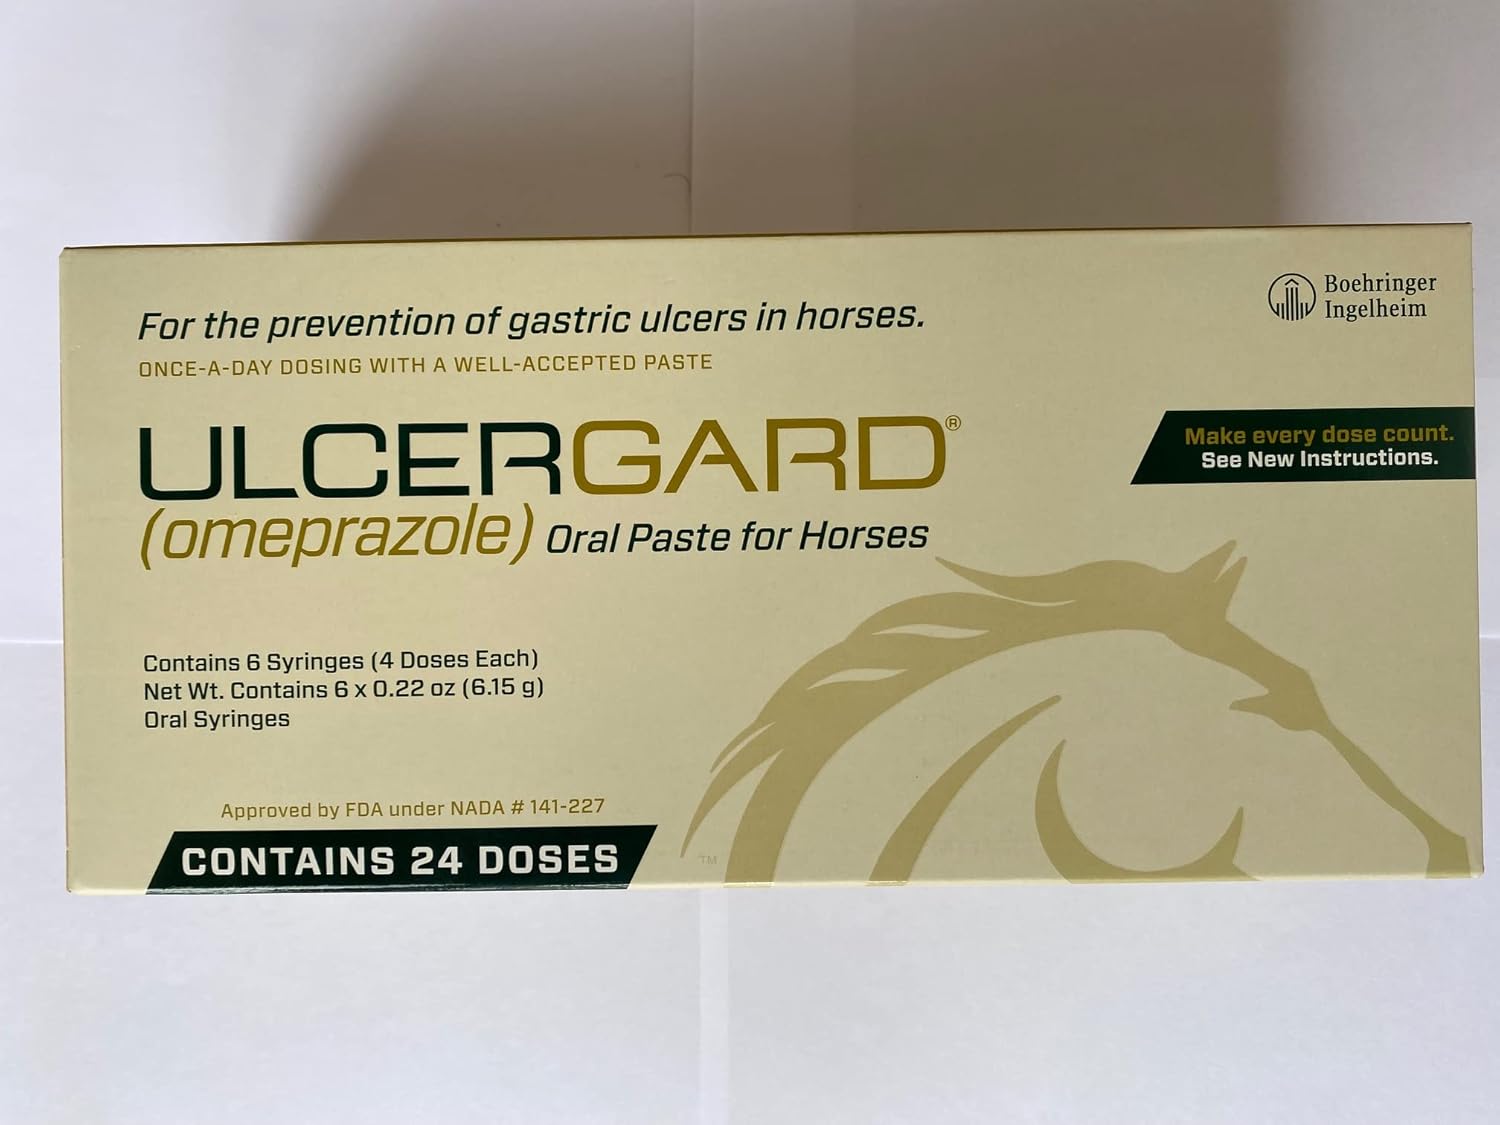 For the prevention of gastric ulcers in horses.
ONCE-A-DAY DOSING WITH A WELL-ACCEPTED PASTE
Boehringer
Ingelheim
Make every dose count.
See New Instructions.
ULCERGARD®
(omeprazole) Oral Paste for Horses
Contains 6 Syringes (4 Doses Each)
Net Wt. Contains 6 x 0.22 oz (6.15 g)
Oral Syringes
Approved by FDA under NADA # 141-227
CONTAINS 24 DOSES
TM